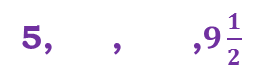 5, , ,9 1/2